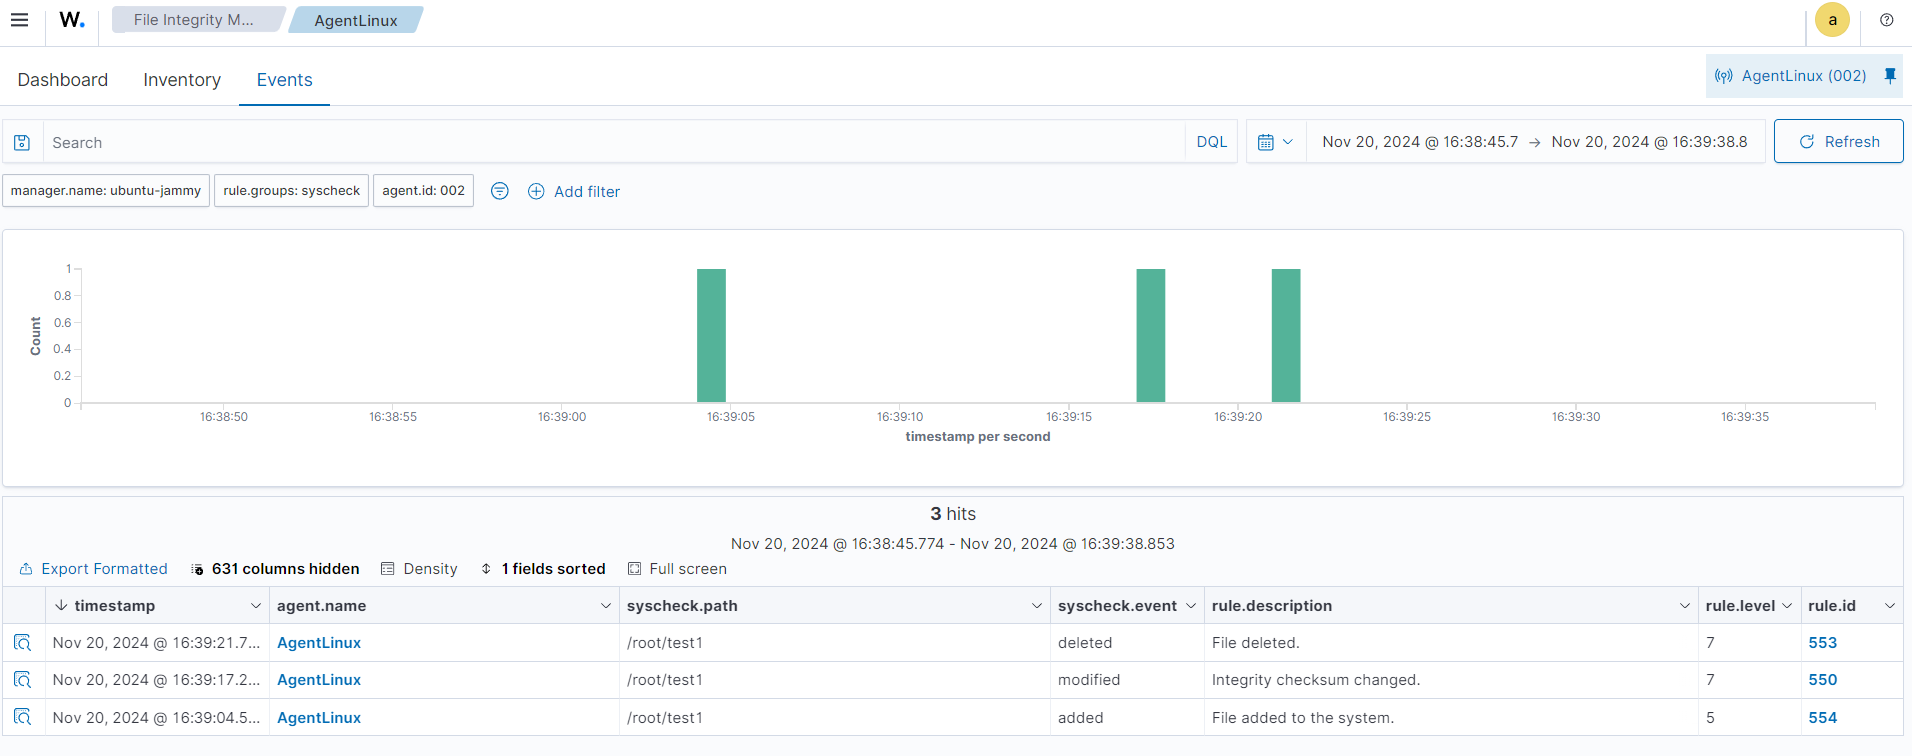 W. File Integrity M... AgentLinux a
Dashboard Inventory Events AgentLinux (002)
Search DQL Nov 20, 2024 @ 16:38:45.7 → Nov 20, 2024 @ 16:39:38.8 Refresh
manager.name: ubuntu-jammy rule.groups: syscheck agent.id: 002 Add filter
1
0.8
0.6
0.4
0.2
0
Count
16:38:50 16:38:55 16:39:00 16:39:05 16:39:10 16:39:15 16:39:20 16:39:25 16:39:30 16:39:35
timestamp per second
3 hits
Nov 20, 2024 @ 16:38:45.774 - Nov 20, 2024 @ 16:39:38.853
Export Formatted 631 columns hidden Density 1 fields sorted Full screen
timestamp agent.name syscheck.path syscheck.event rule.description rule.level rule.id
Nov 20, 2024 @ 16:39:21.7... AgentLinux /root/test1 deleted File deleted. 7 553
Nov 20, 2024 @ 16:39:17.2... AgentLinux /root/test1 modified Integrity checksum changed. 7 550
Nov 20, 2024 @ 16:39:04.5... AgentLinux /root/test1 added File added to the system. 5 554